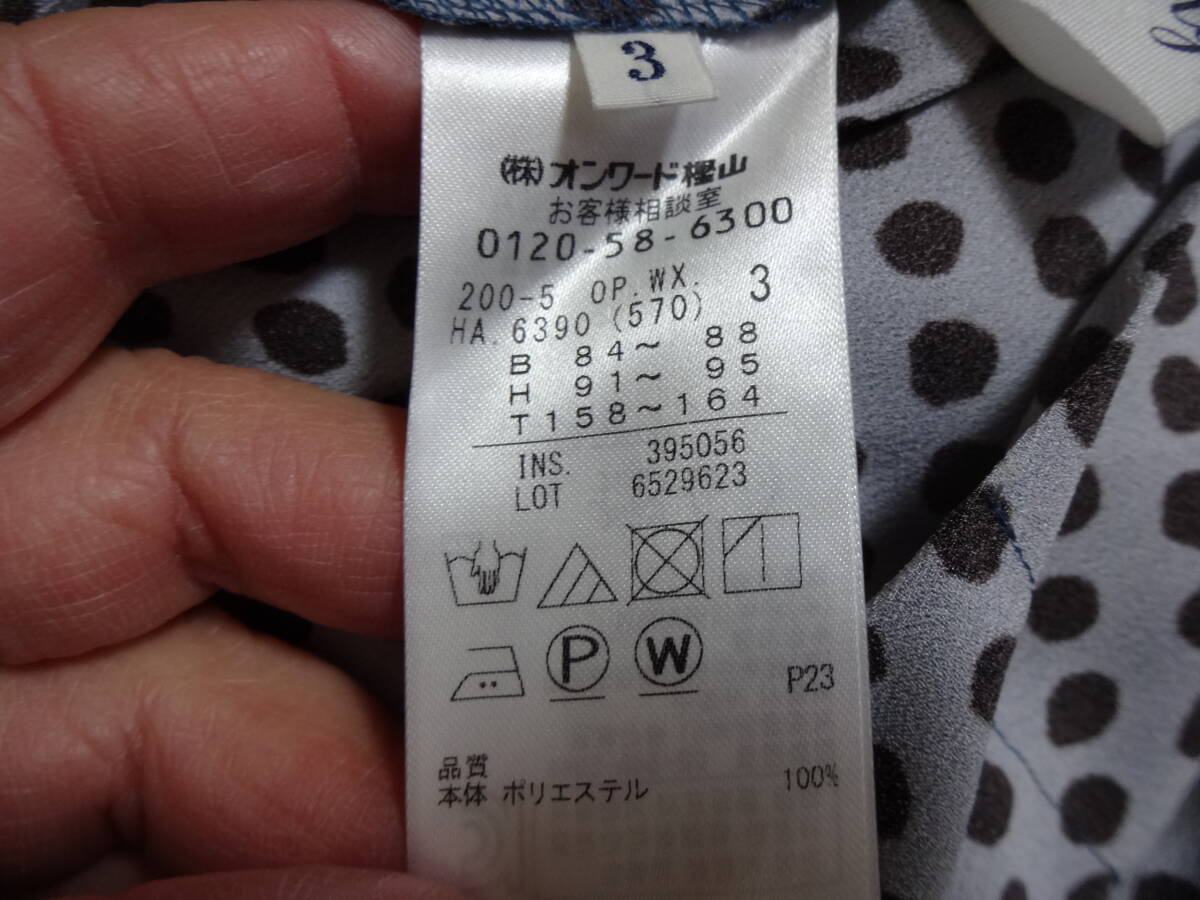 3
(株)オンワード樫山
お客様相談室
0120-58-6300
200-5 OP.WX. 3
HA.6390 (570)
B 84~ 88
H 91~ 95
T158~164
INS. 395056
LOT 6529623
P W
P23
品質
本体 ポリエステル 100%